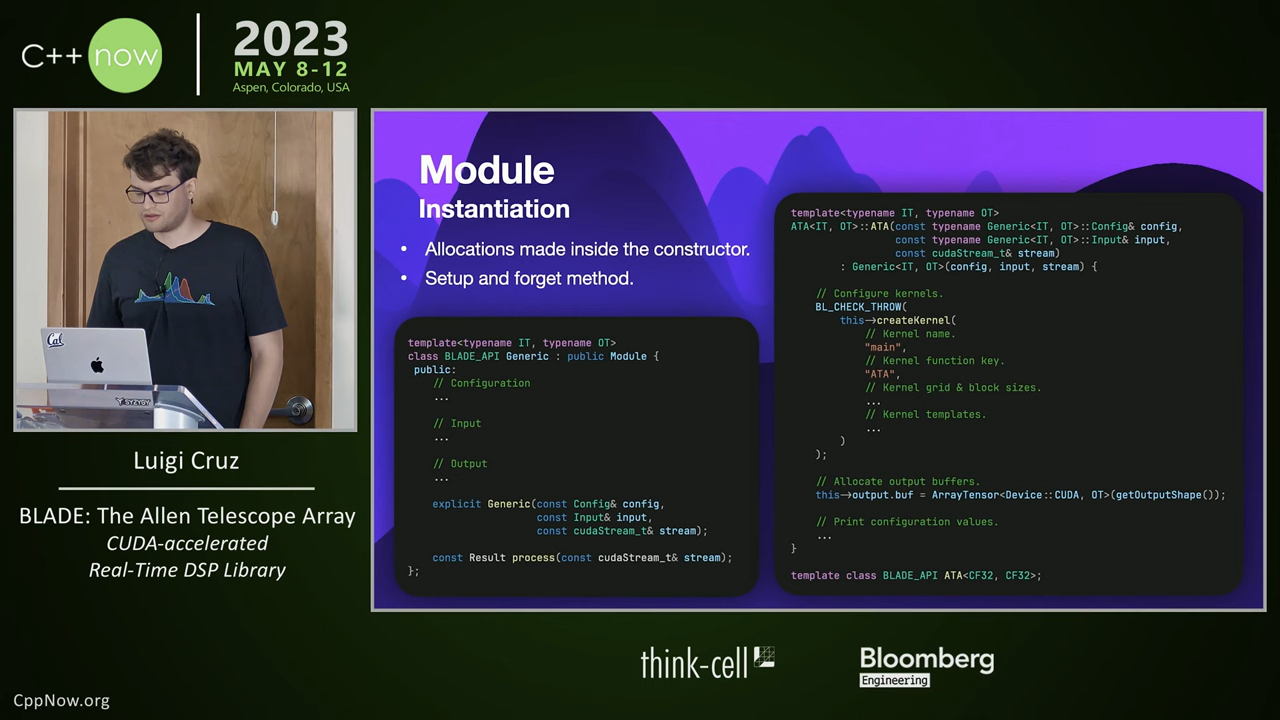 C++ now
2023
MAY 8-12
Aspen, Colorado, USA
Cal
SYZYGY
Luigi Cruz
BLADE: The Allen Telescope Array
CUDA-accelerated
Real-Time DSP Library
Module
Instantiation
• Allocations made inside the constructor.
• Setup and forget method.
template<typename IT, typename OT>
class BLADE_API Generic : public Module {
public:
// Configuration
...
// Input
...
// Output
...
explicit Generic(const Config& config,
const Input& input,
const cudaStream_t& stream);
const Result process(const cudaStream_t& stream);
};
template<typename IT, typename OT>
ATA<IT, OT>::ATA(const typename Generic<IT, OT>::Config& config,
const typename Generic<IT, OT>::Input& input,
const cudaStream_t& stream)
: Generic<IT, OT>(config, input, stream) {
// Configure kernels.
BL_CHECK_THROW(
this->createKernel(
// Kernel name.
"main",
// Kernel function key.
"ATA",
// Kernel grid & block sizes.
...
// Kernel templates.
...
)
);
// Allocate output buffers.
this->output.buf = ArrayTensor<Device::CUDA, OT>(getOutputShape());
// Print configuration values.
...
}
template class BLADE_API ATA<CF32, CF32>;
think-cell
Bloomberg
Engineering
CppNow.org